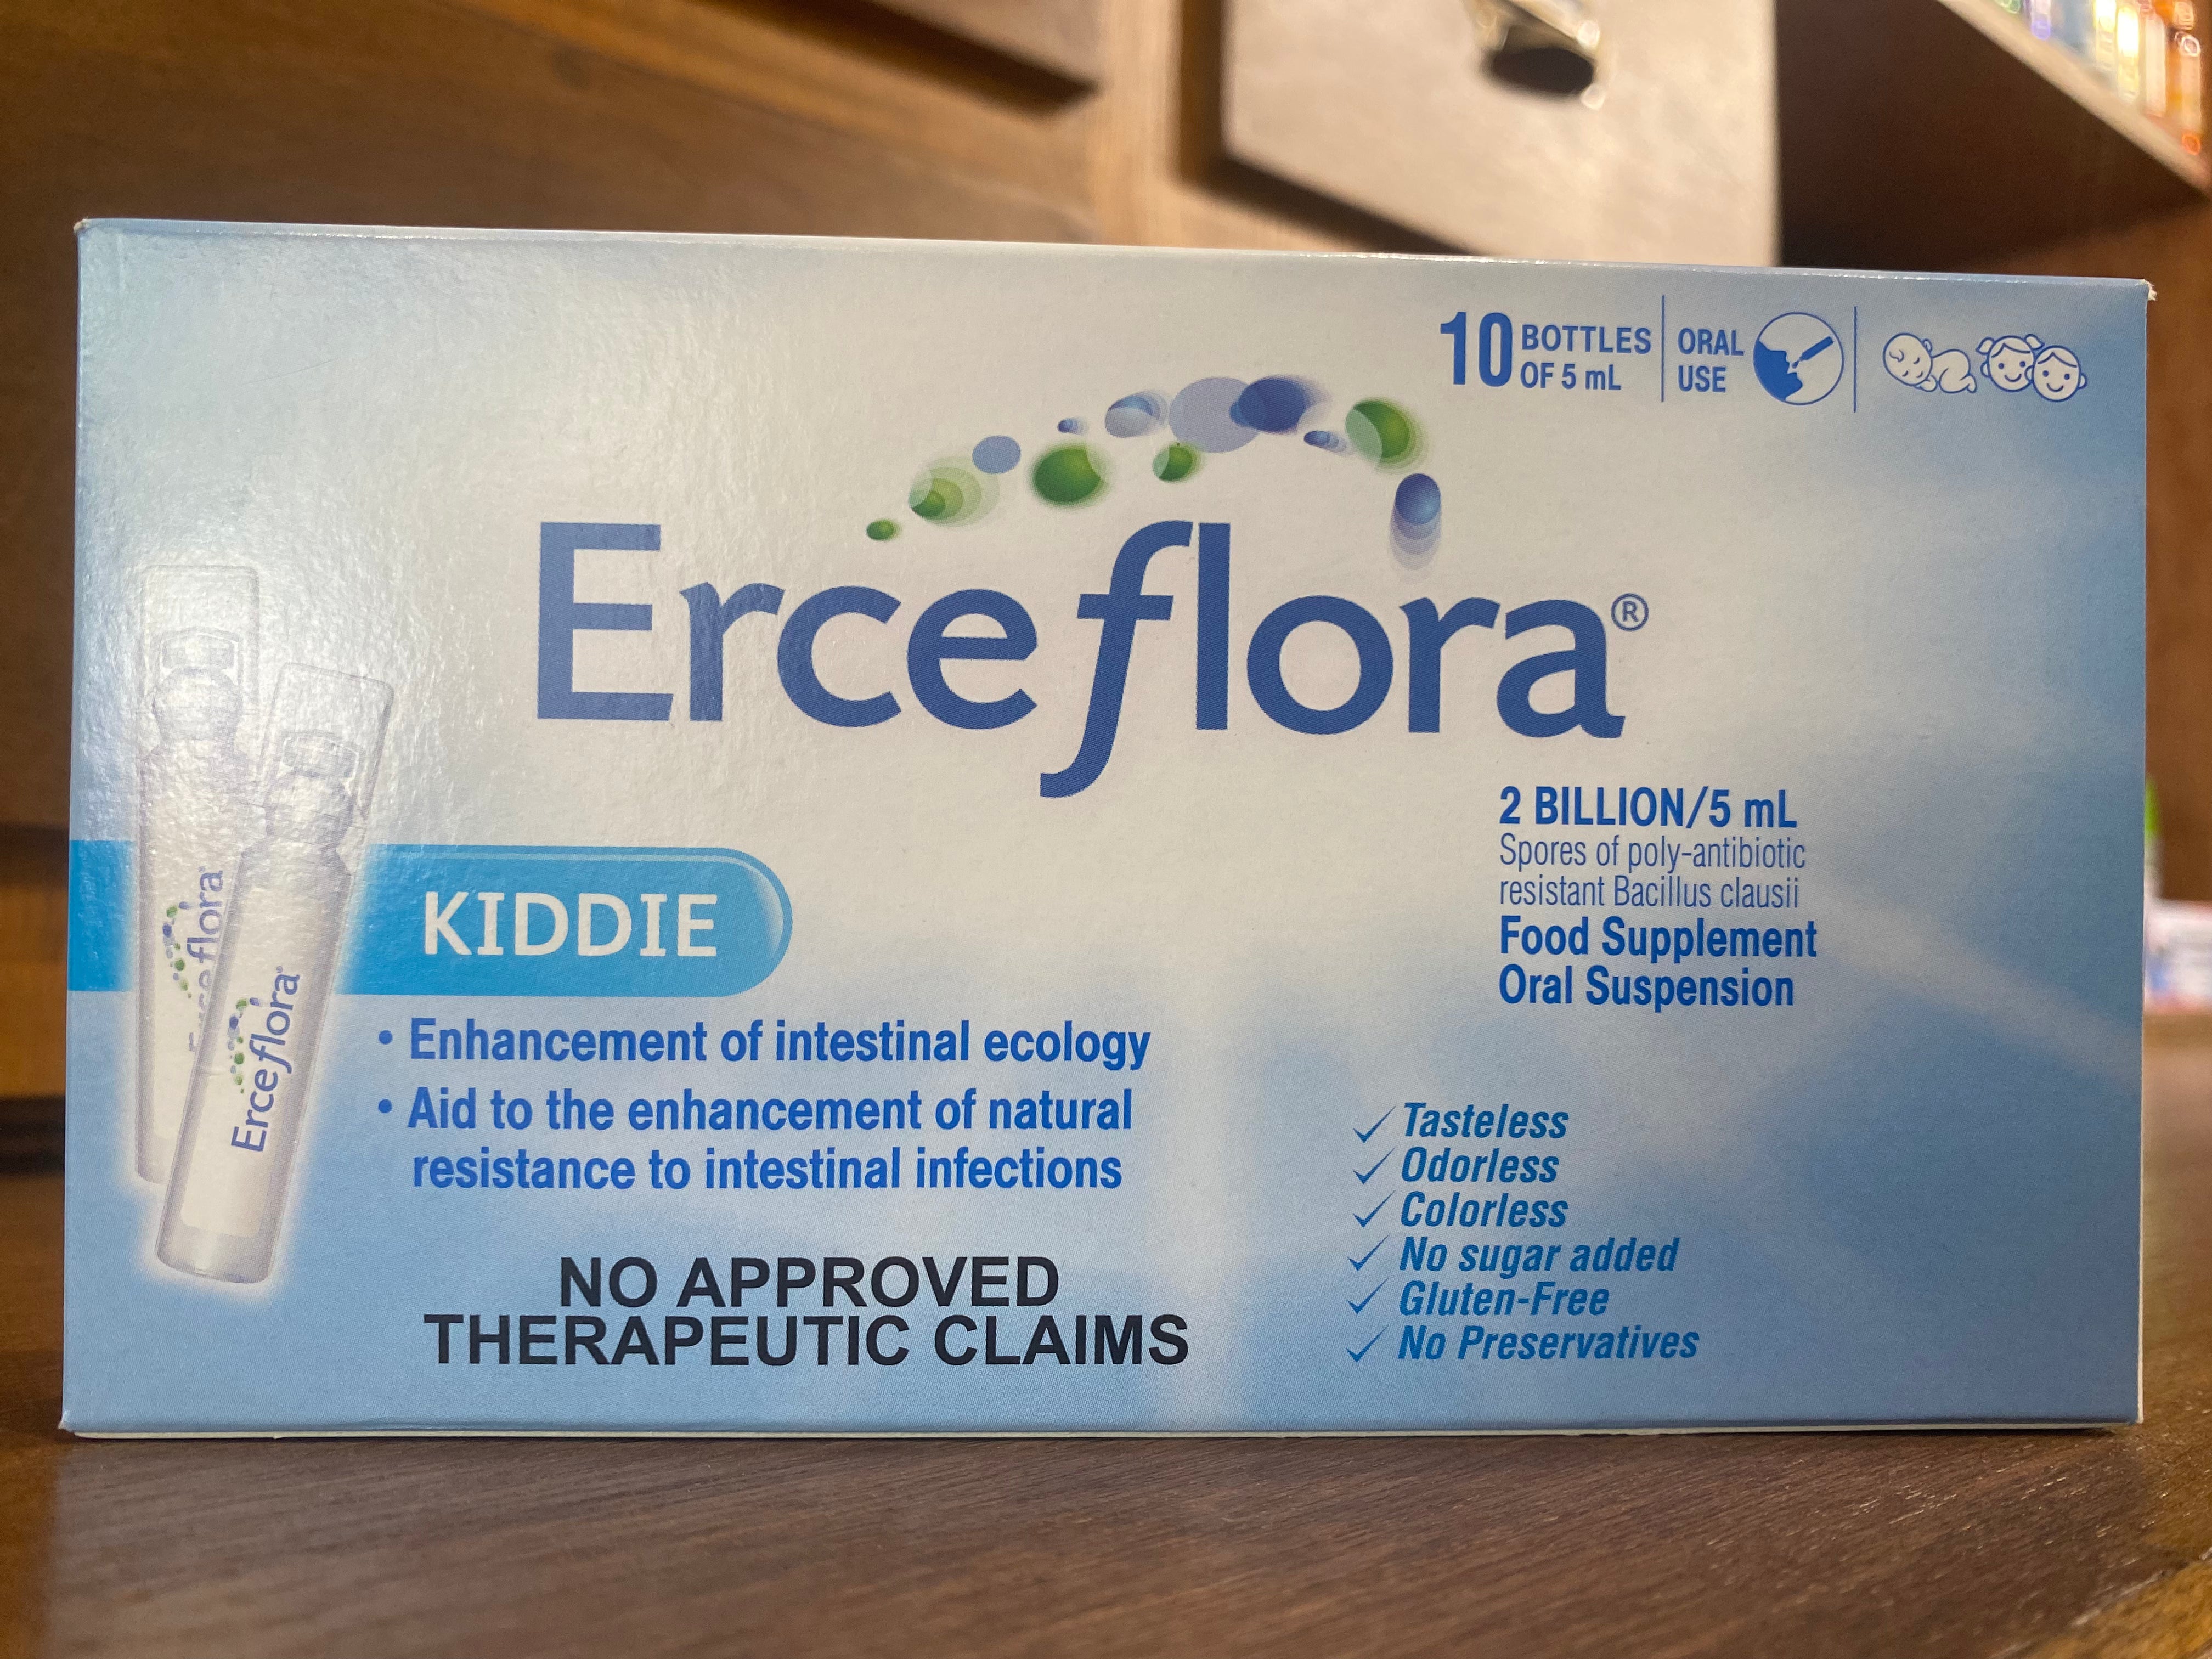 10 BOTTLES
OF 5 mL
ORAL
USE
Erceflora®
2 BILLION/5 mL
Spores of poly-antibiotic
resistant Bacillus clausii
Food Supplement
Oral Suspension
KIDDIE
Erceflora
Erceflora
• Enhancement of intestinal ecology
• Aid to the enhancement of natural
resistance to intestinal infections
NO APPROVED
THERAPEUTIC CLAIMS
✓ Tasteless
✓ Odorless
✓ Colorless
✓ No sugar added
✓ Gluten-Free
✓ No Preservatives